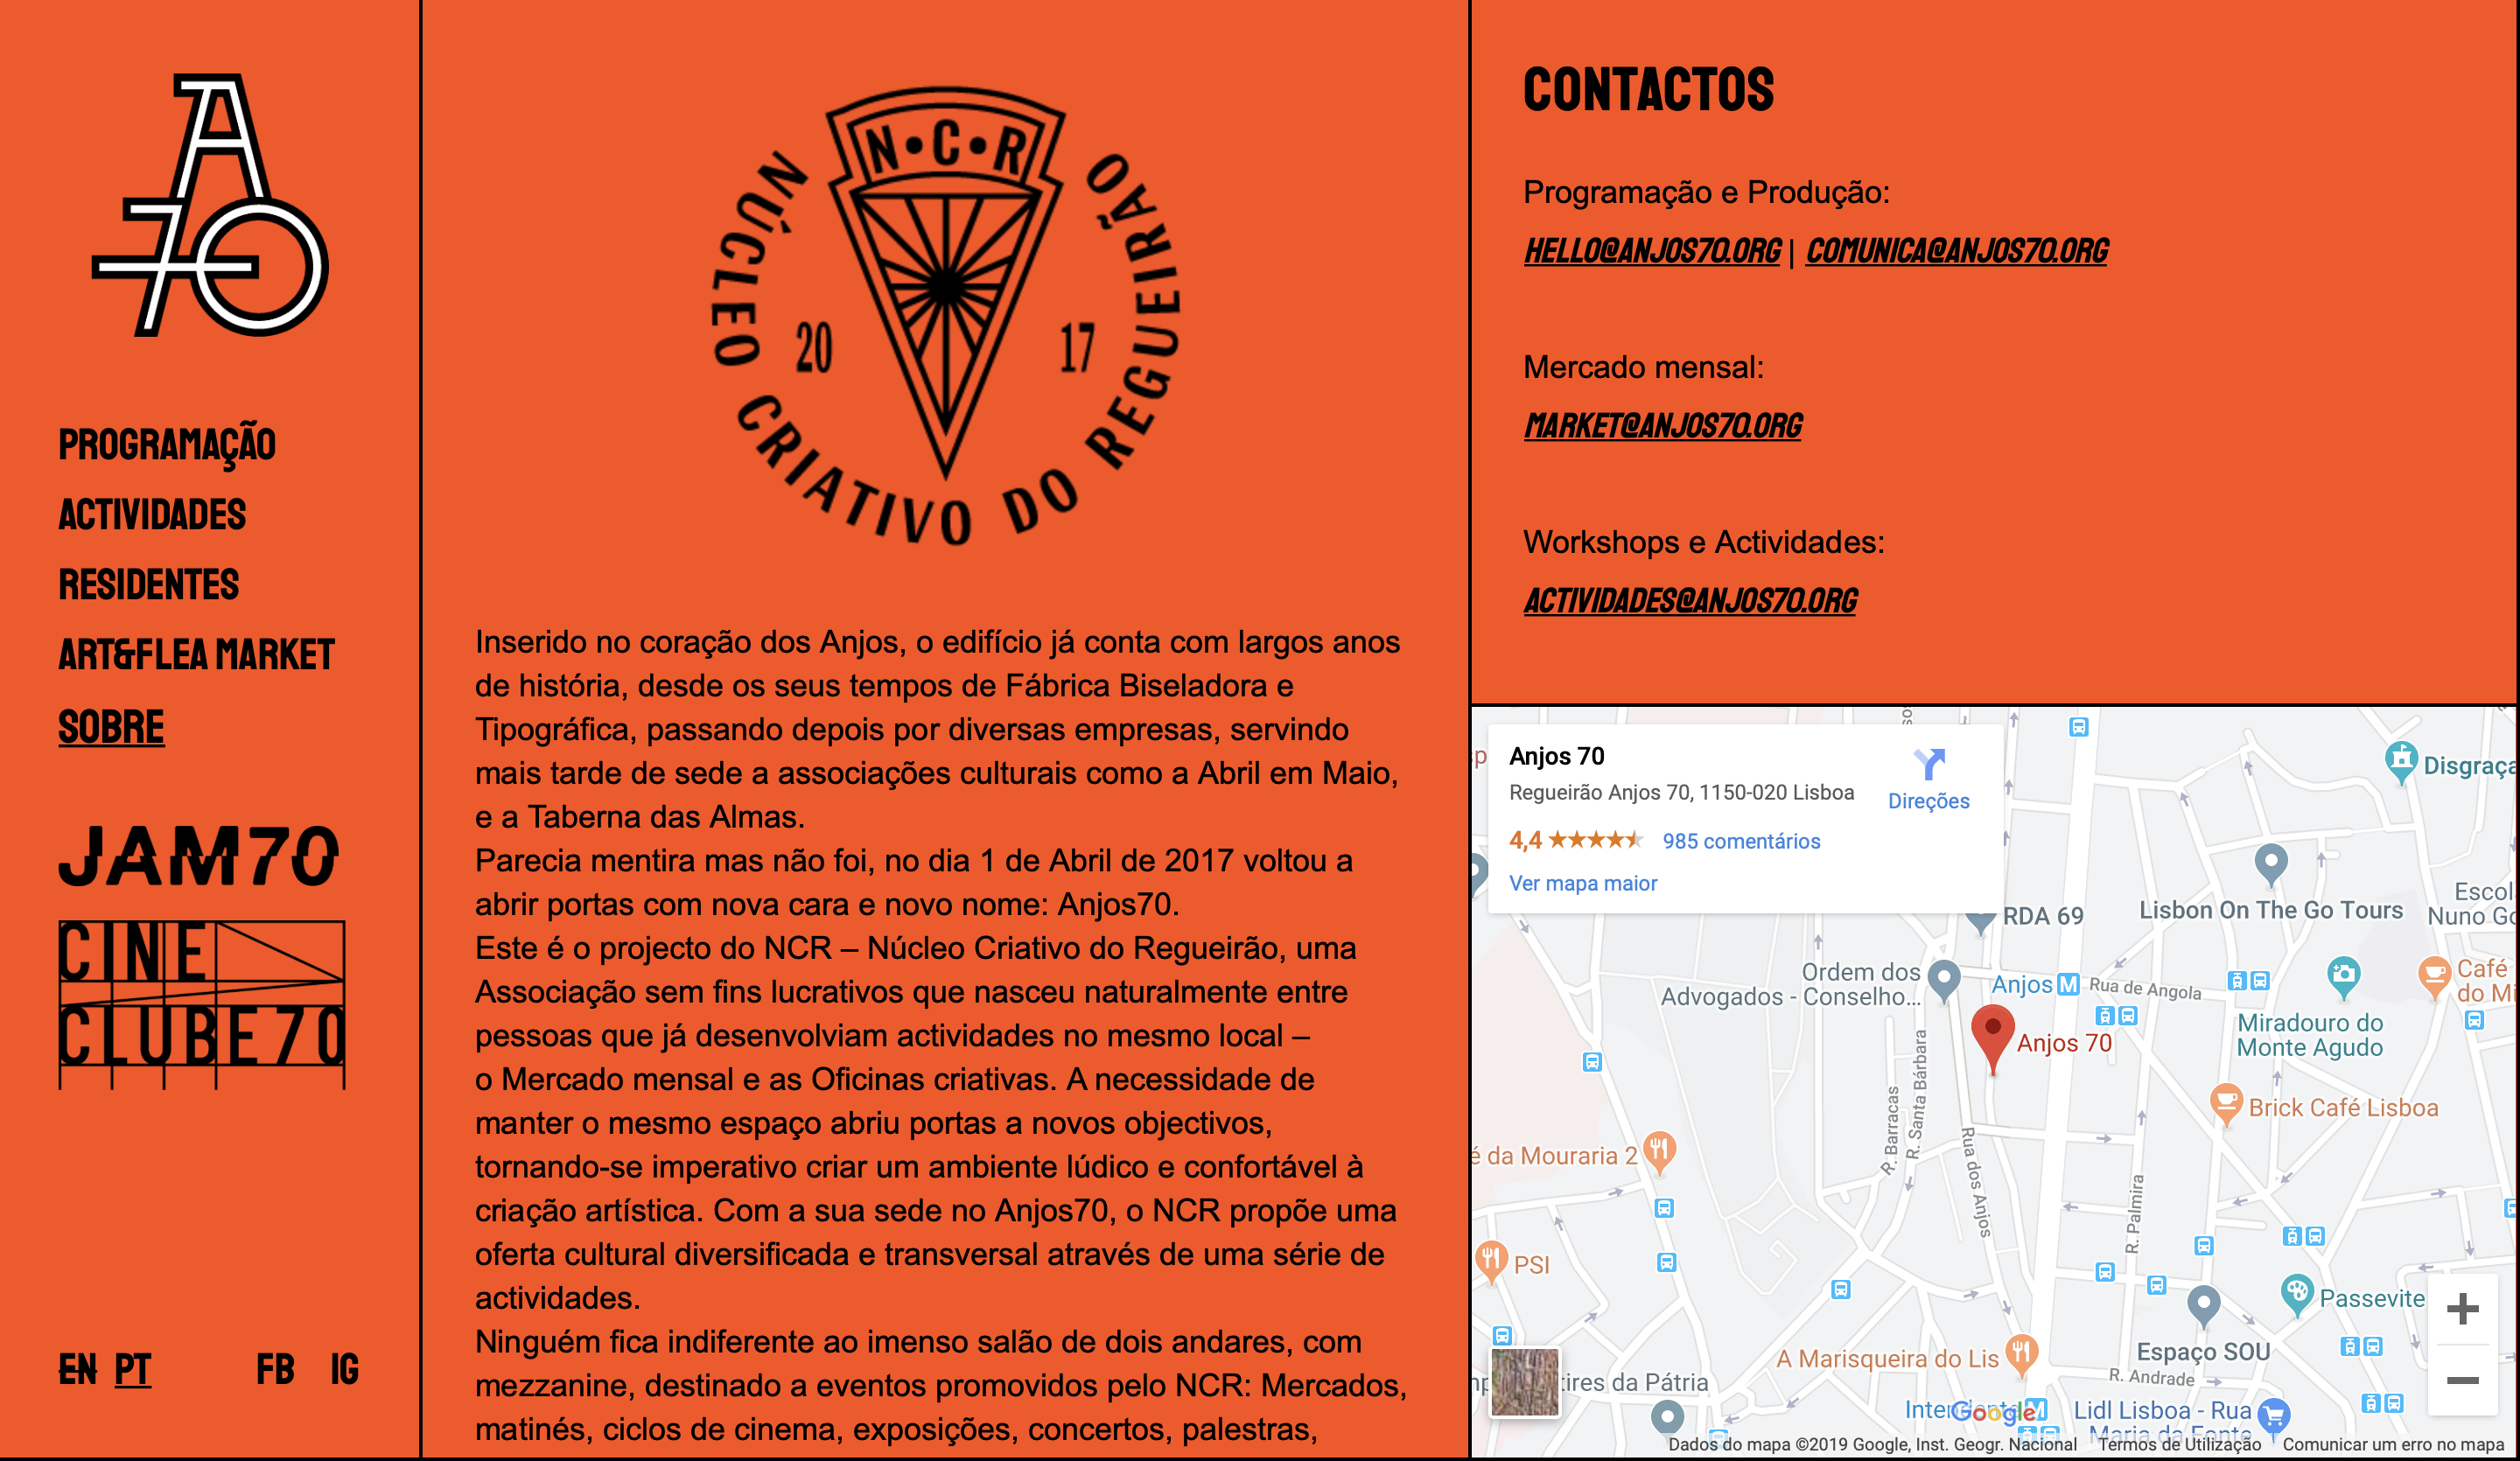 A
70
PROGRAMAÇÃO
ACTIVIDADES
RESIDENTES
ART&FLEA MARKET
SOBRE
JAM70
CINE
CLUBE70
EN PT FB IG
N•C•R
NÚCLEO CRIATIVO DO REGUEIRÃO
20 17
Inserido no coração dos Anjos, o edifício já conta com largos anos
de história, desde os seus tempos de Fábrica Biseladora e
Tipográfica, passando depois por diversas empresas, servindo
mais tarde de sede a associações culturais como a Abril em Maio,
e a Taberna das Almas.
Parecia mentira mas não foi, no dia 1 de Abril de 2017 voltou a
abrir portas com nova cara e novo nome: Anjos70.
Este é o projecto do NCR – Núcleo Criativo do Regueirão, uma
Associação sem fins lucrativos que nasceu naturalmente entre
pessoas que já desenvolviam actividades no mesmo local –
o Mercado mensal e as Oficinas criativas. A necessidade de
manter o mesmo espaço abriu portas a novos objectivos,
tornando-se imperativo criar um ambiente lúdico e confortável à
criação artística. Com a sua sede no Anjos70, o NCR propõe uma
oferta cultural diversificada e transversal através de uma série de
actividades.
Ninguém fica indiferente ao imenso salão de dois andares, com
mezzanine, destinado a eventos promovidos pelo NCR: Mercados,
matinés, ciclos de cinema, exposições, concertos, palestras,
CONTACTOS
Programação e Produção:
HELLO@ANJOS70.ORG | COMUNICA@ANJOS70.ORG
Mercado mensal:
MARKET@ANJOS70.ORG
Workshops e Actividades:
ACTIVIDADES@ANJOS70.ORG
Anjos 70
Regueirão Anjos 70, 1150-020 Lisboa
Direções
4,4 985 comentários
Ver mapa maior
Disgraça
RDA 69
Lisbon On The Go Tours
Escol
Nuno Go
Ordem dos
Advogados - Conselho...
Anjos M
Rua de Angola
Café
do Mi
Anjos 70
Miradouro do
Monte Agudo
R. Barracas
R. Santa Bárbara
Brick Café Lisboa
é da Mouraria 2
Rua dos Anjos
R. Palmira
PSI
Passevite
Espaço SOU
A Marisqueira do Lis
R. Andrade
tires da Pátria
Google
Lidl Lisboa - Rua
Maria da Fonte
Dados do mapa ©2019 Google, Inst. Geogr. Nacional Termos de Utilização Comunicar um erro no mapa